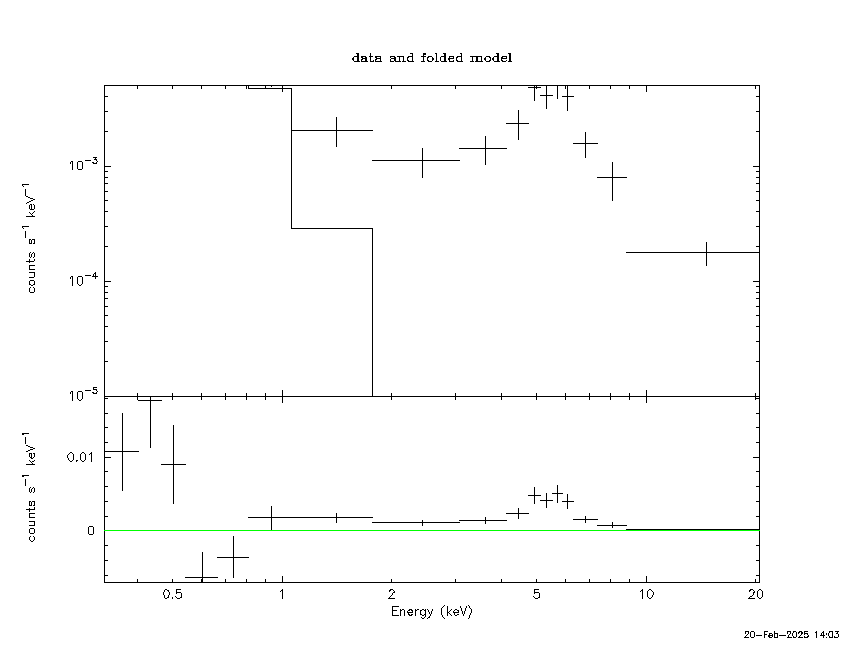 data and folded model
counts s−1 keV−1
10−3
10−4
10−5
counts s−1 keV−1
0.01
0
0.5 1 2 5 10 20
Energy (keV)
20−Feb−2025 14:03